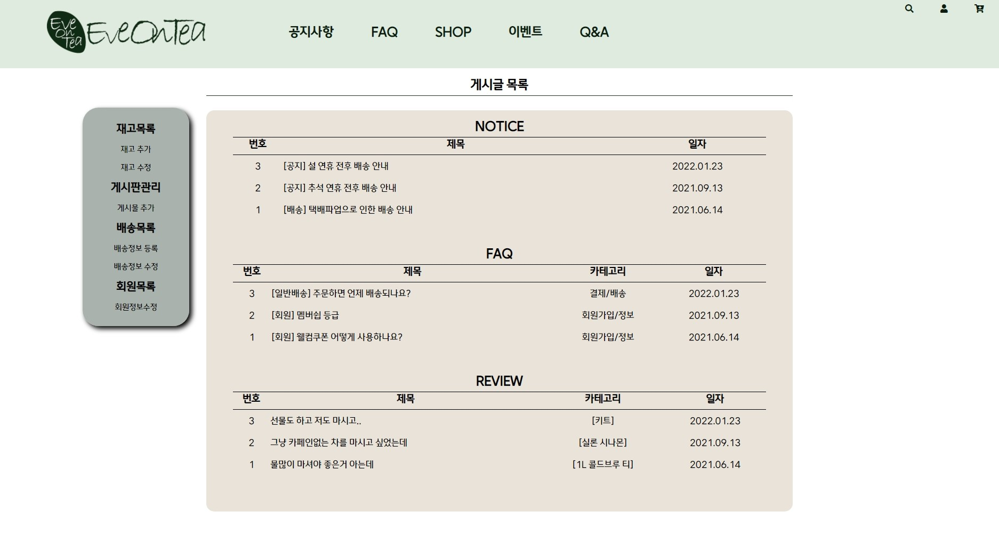 Eve
On
Tea
EveOnTea
공지사항 FAQ SHOP 이벤트 Q&A
게시글 목록
재고목록
재고 추가
재고 수정
게시판관리
게시물 추가
배송목록
배송정보 등록
배송정보 수정
회원목록
회원정보수정
NOTICE
번호 제목 일자
3 [공지] 설 연휴 전후 배송 안내 2022.01.23
2 [공지] 추석 연휴 전후 배송 안내 2021.09.13
1 [배송] 택배파업으로 인한 배송 안내 2021.06.14
FAQ
번호 제목 카테고리 일자
3 [일반배송] 주문하면 언제 배송되나요? 결제/배송 2022.01.23
2 [회원] 멤버쉽 등급 회원가입/정보 2021.09.13
1 [회원] 웰컴쿠폰 어떻게 사용하나요? 회원가입/정보 2021.06.14
REVIEW
번호 제목 카테고리 일자
3 선물도 하고 저도 마시고.. [키트] 2022.01.23
2 그냥 카페인없는 차를 마시고 싶었는데 [실론 시나몬] 2021.09.13
1 물많이 마셔야 좋은거 아는데 [1L 콜드브루 티] 2021.06.14